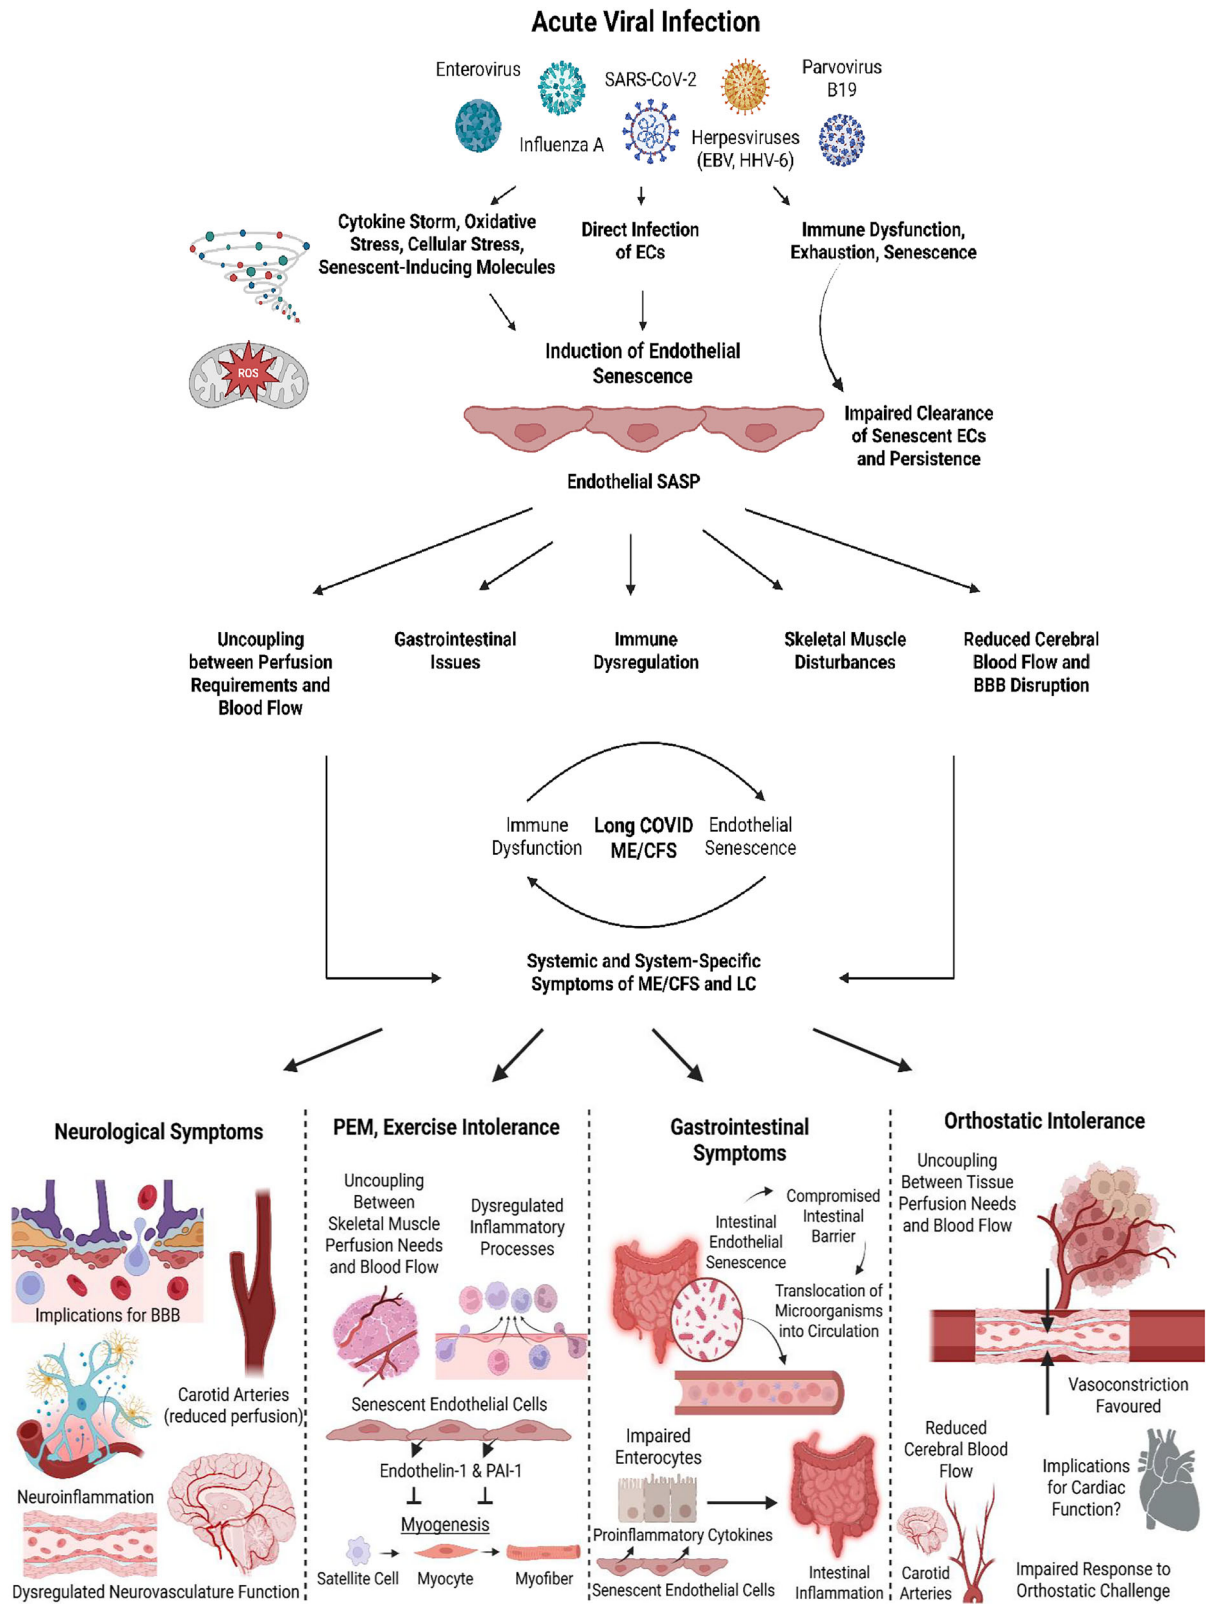 Acute Viral Infection
Enterovirus
SARS-CoV-2
Parvovirus
B19
Influenza A
Herpesviruses
(EBV, HHV-6)
Cytokine Storm, Oxidative
Stress, Cellular Stress,
Senescent-Inducing Molecules
Direct Infection
of ECs
Immune Dysfunction,
Exhaustion, Senescence
ROS
Induction of Endothelial
Senescence
Impaired Clearance
of Senescent ECs
and Persistence
Endothelial SASP
Uncoupling
between Perfusion
Requirements and
Blood Flow
Gastrointestinal
Issues
Immune
Dysregulation
Skeletal Muscle
Disturbances
Reduced Cerebral
Blood Flow and
BBB Disruption
Immune
Dysfunction
Long COVID
ME/CFS
Endothelial
Senescence
Systemic and System-Specific
Symptoms of ME/CFS and LC
Neurological Symptoms
Implications for BBB
Carotid Arteries
(reduced perfusion)
Neuroinflammation
Dysregulated Neurovasculature Function
PEM, Exercise Intolerance
Uncoupling
Between
Skeletal Muscle
Perfusion Needs
and Blood Flow
Dysregulated
Inflammatory
Processes
Senescent Endothelial Cells
Endothelin-1 & PAI-1
Myogenesis
Satellite Cell
Myocyte
Myofiber
Gastrointestinal
Symptoms
Intestinal
Endothelial
Senescence
Compromised
Intestinal
Barrier
Translocation of
Microorganisms
into Circulation
Impaired
Enterocytes
Proinflammatory Cytokines
Senescent Endothelial Cells
Intestinal
Inflammation
Orthostatic Intolerance
Uncoupling
Between Tissue
Perfusion Needs
and Blood Flow
Vasoconstriction
Favoured
Reduced
Cerebral Blood
Flow
Implications
for Cardiac
Function?
Carotid
Arteries
Impaired Response to
Orthostatic Challenge